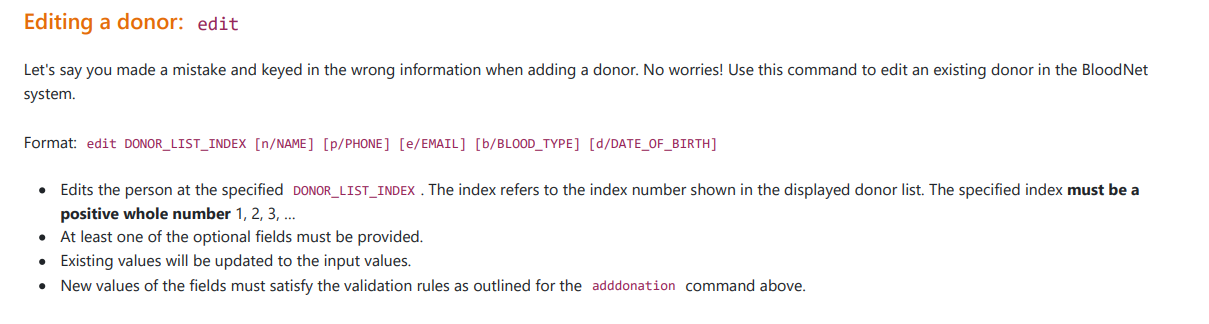 Editing a donor: edit
Let's say you made a mistake and keyed in the wrong information when adding a donor. No worries! Use this command to edit an existing donor in the BloodNet
system.
Format: edit DONOR_LIST_INDEX [n/NAME] [p/PHONE] [e/EMAIL] [b/BLOOD_TYPE] [d/DATE_OF_BIRTH]
• Edits the person at the specified DONOR_LIST_INDEX . The index refers to the index number shown in the displayed donor list. The specified index must be a
positive whole number 1, 2, 3, …
• At least one of the optional fields must be provided.
• Existing values will be updated to the input values.
• New values of the fields must satisfy the validation rules as outlined for the adddonation command above.